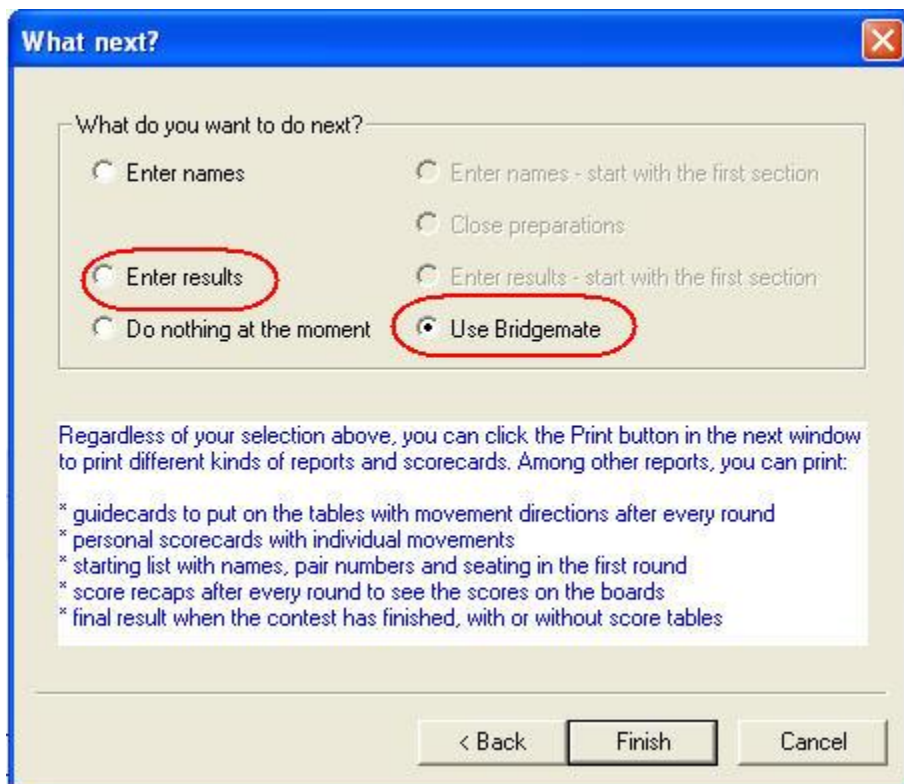 What next?
What do you want to do next?
Enter names
Enter names - start with the first section
Close preparations
Enter results
Enter results - start with the first section
Do nothing at the moment
Use Bridgemate
Regardless of your selection above, you can click the Print button in the next window
to print different kinds of reports and scorecards. Among other reports, you can print:
* guidecards to put on the tables with movement directions after every round
* personal scorecards with individual movements
* starting list with names, pair numbers and seating in the first round
* score recaps after every round to see the scores on the boards
* final result when the contest has finished, with or without score tables
< Back
Finish
Cancel